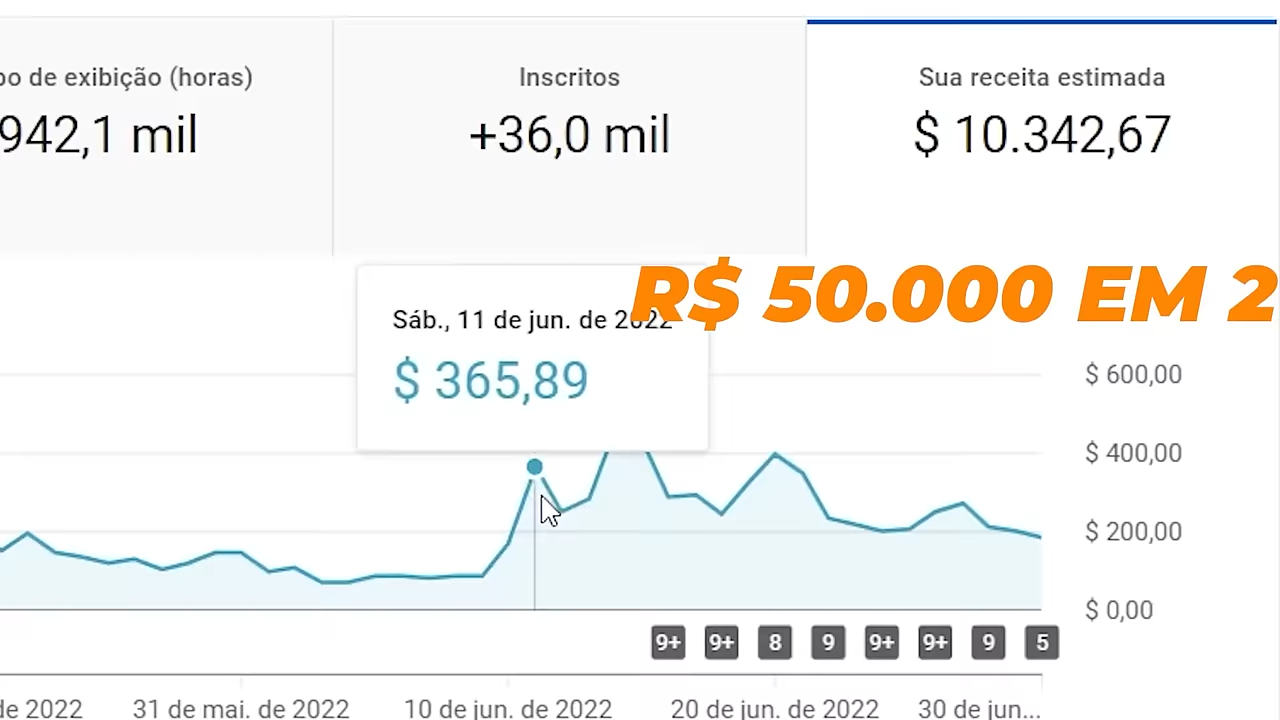 po de exibição (horas)
Inscritos
Sua receita estimada
942,1 mil
+36,0 mil
$ 10.342,67
R$ 50.000 EM 2
Sáb., 11 de jun. de 2022
$ 365,89
$ 600,00
$ 400,00
$ 200,00
$ 0,00
9+ 9+ 8 9 9+ 9+ 9 5
de 2022
31 de mai. de 2022
10 de jun. de 2022
20 de jun. de 2022
30 de jun...